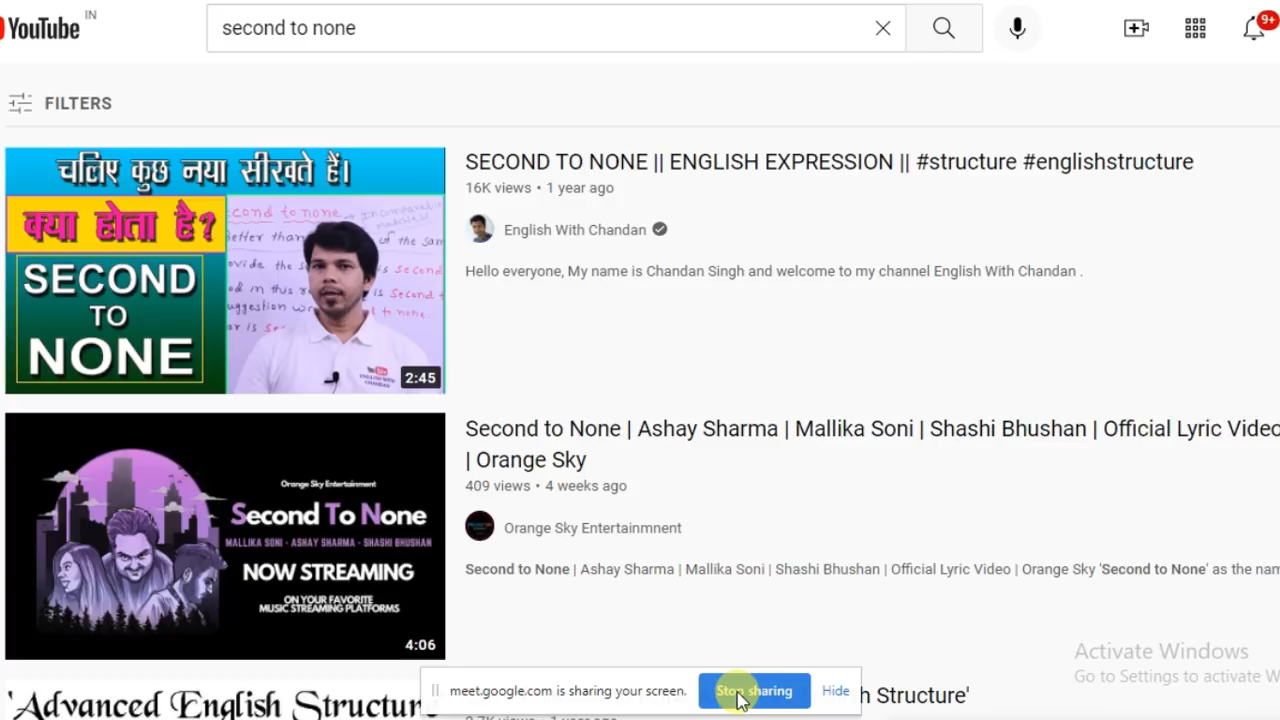 YouTube IN
second to none
9+
FILTERS
चलिए कुछ नया सीखते हैं।
क्या होता है?
SECOND
TO
NONE
2:45
SECOND TO NONE || ENGLISH EXPRESSION || #structure #englishstructure
16K views • 1 year ago
English With Chandan
Hello everyone, My name is Chandan Singh and welcome to my channel English With Chandan .
Orange Sky Entertainment
Second To None
MALLIKA SONI - ASHAY SHARMA - SHASHI BHUSHAN
NOW STREAMING
ON YOUR FAVORITE
MUSIC STREAMING PLATFORMS
4:06
Second to None | Ashay Sharma | Mallika Soni | Shashi Bhushan | Official Lyric Video
| Orange Sky
409 views • 4 weeks ago
Orange Sky Entertainmnent
Second to None | Ashay Sharma | Mallika Soni | Shashi Bhushan | Official Lyric Video | Orange Sky 'Second to None' as the nam
Activate Windows
Go to Settings to activate W
meet.google.com is sharing your screen. Stop sharing Hide
'Advanced English Structur
h Structure'